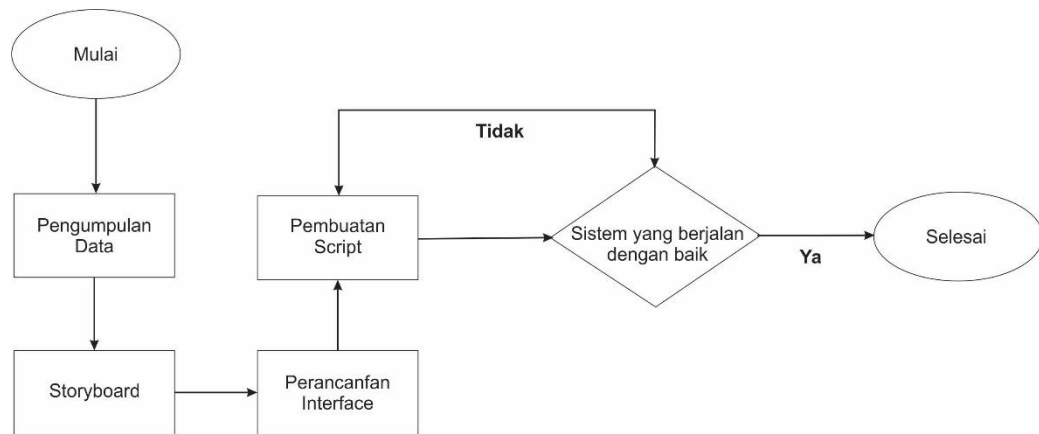 Mulai
Pengumpulan
Data
Storyboard
Perancanfan
Interface
Pembuatan
Script
Tidak
Sistem yang berjalan
dengan baik
Ya
Selesai